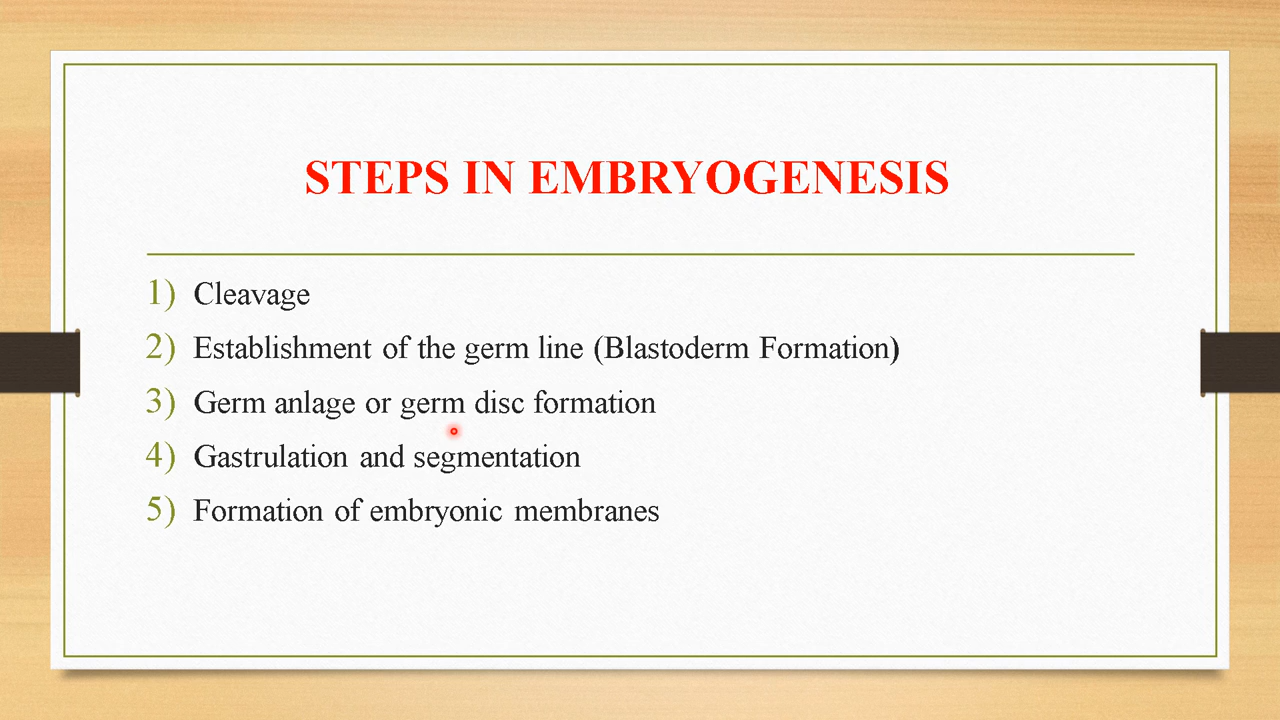 STEPS IN EMBRYOGENESIS
1) Cleavage
2) Establishment of the germ line (Blastoderm Formation)
3) Germ anlage or germ disc formation
4) Gastrulation and segmentation
5) Formation of embryonic membranes